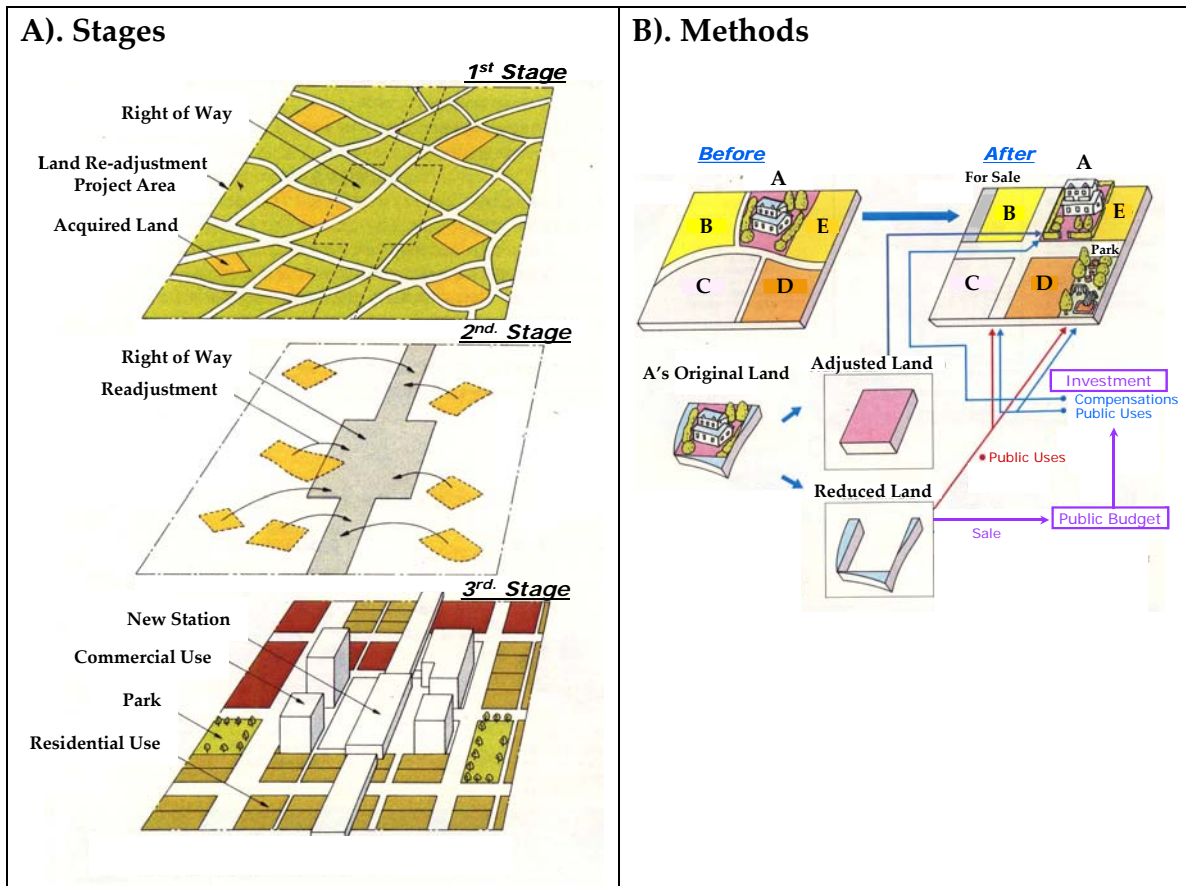 A). Stages
1st Stage
Right of Way
Land Re-adjustment
Project Area
Acquired Land
2nd. Stage
Right of Way
Readjustment
3rd. Stage
New Station
Commercial Use
Park
Residential Use
B). Methods
Before
After
A
A
For Sale
B
E
B
E
Park
C
D
C
D
A's Original Land
Adjusted Land
Investment
Compensations
Public Uses
Public Uses
Reduced Land
Public Budget
Sale